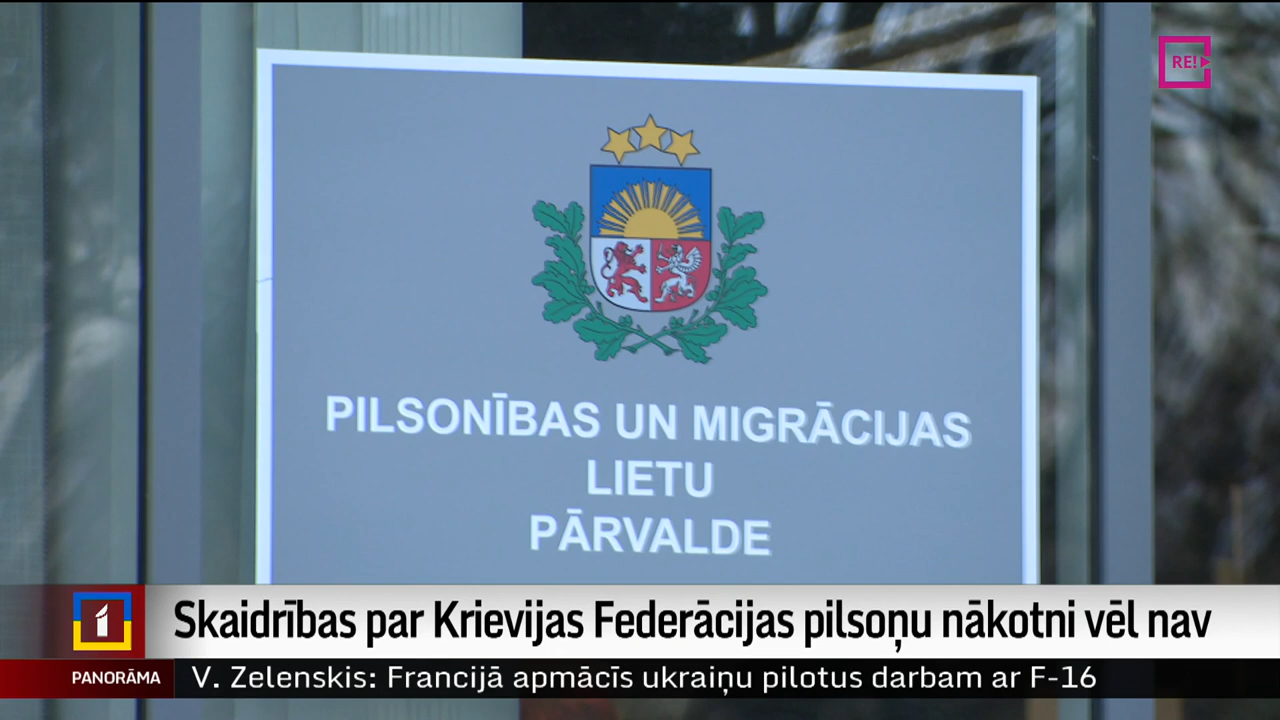 RE!
PILSONĪBAS UN MIGRĀCIJAS
LIETU
PĀRVALDE
1 Skaidrības par Krievijas Federācijas pilsoņu nākotni vēl nav
PANORĀMA V. Zelenskis: Francijā apmācīs ukraiņu pilotus darbam ar F-16